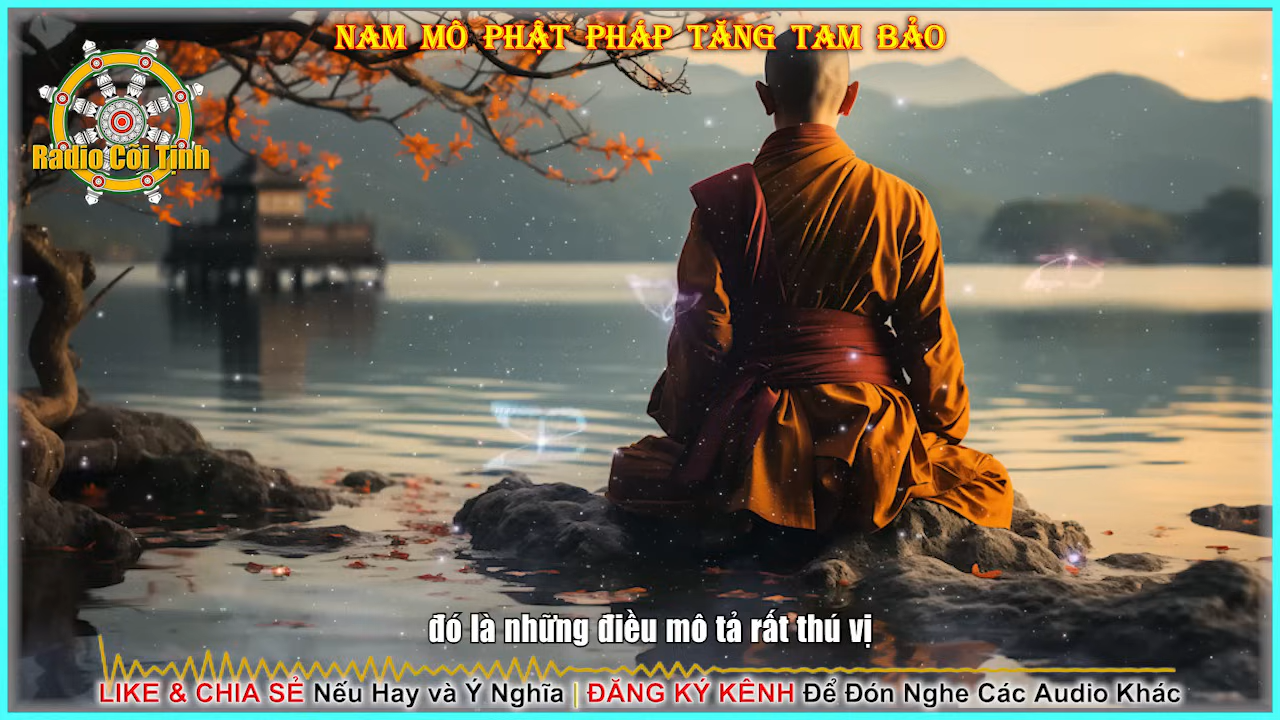 NAM MÔ PHẬT PHÁP TĂNG TAM BẢO
Radio Cõi Tịnh
đó là những điều mô tả rất thú vị
LIKE & CHIA SẺ Nếu Hay và Ý Nghĩa | ĐĂNG KÝ KÊNH Để Đón Nghe Các Audio Khác